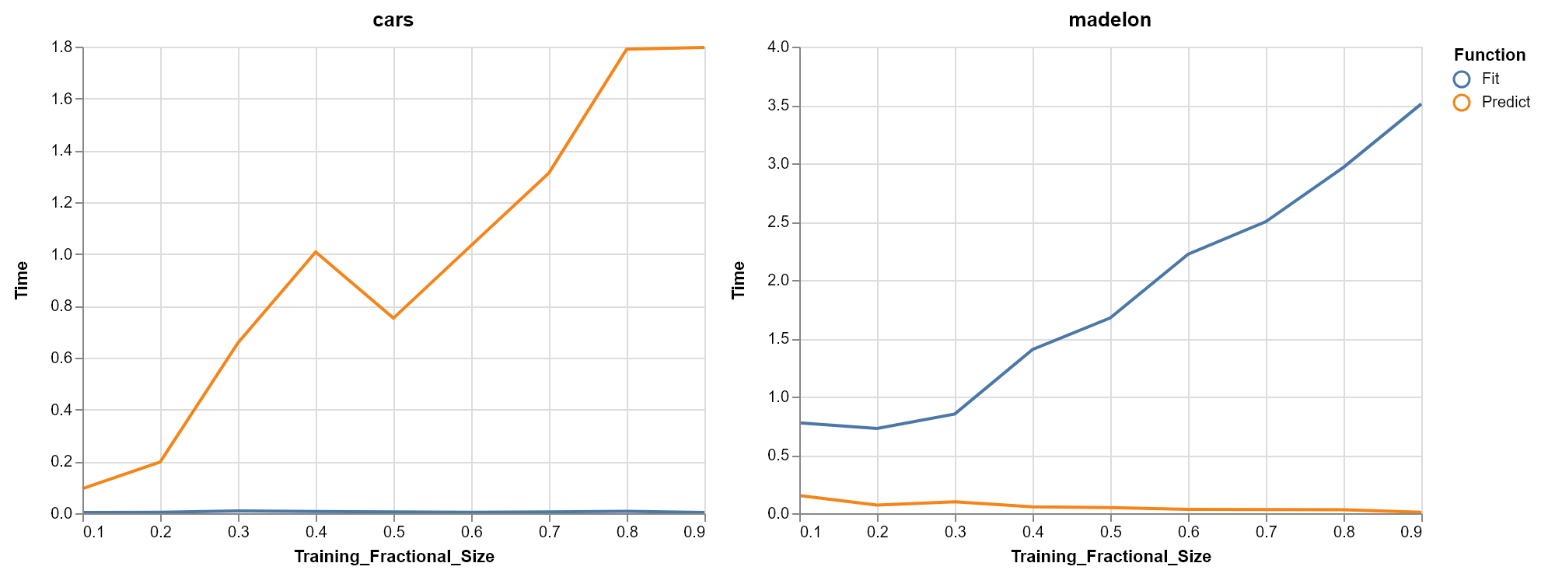 cars
Time
1.8
1.6
1.4
1.2
1.0
0.8
0.6
0.4
0.2
0.0
0.1 0.2 0.3 0.4 0.5 0.6 0.7 0.8 0.9
Training_Fractional_Size
madelon
Time
4.0
3.5
3.0
2.5
2.0
1.5
1.0
0.5
0.0
0.1 0.2 0.3 0.4 0.5 0.6 0.7 0.8 0.9
Training_Fractional_Size
Function
Fit
Predict